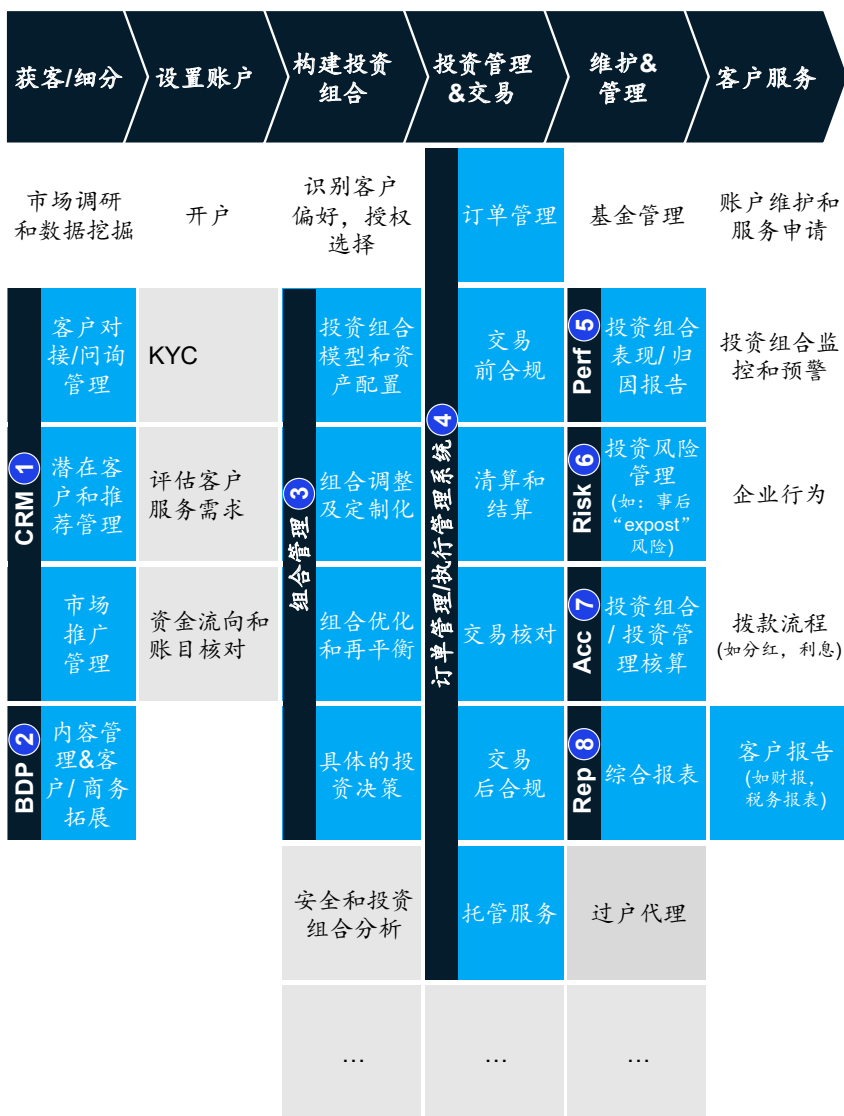 获客/细分
设置账户
构建投资
组合
投资管理
&交易
维护&
管理
客户服务
市场调研
和数据挖掘
开户
识别客户
偏好，授权
选择
订单管理
基金管理
账户维护和
服务申请
CRM 1
客户对
接/问询
管理
KYC
组合管理 3
投资组合
模型和资
产配置
订单管理/执行管理系统 4
交易
前合规
Perf 5
投资组合
表现/ 归
因报告
投资组合监
控和预警
潜在客
户和推
荐管理
评估客户
服务需求
组合调整
及定制化
清算和
结算
Risk 6
投资风险
管理
(如：事后
“expost”
风险)
企业行为
市场
推广
管理
资金流向和
账目核对
组合优化
和再平衡
交易核对
Acc 7
投资组合
/ 投资管
理核算
拨款流程
(如分红，利息)
BDP 2
内容管
理&客
户/ 商务
拓展
具体的投
资决策
交易
后合规
Rep 8
综合报表
客户报告
(如财报，
税务报表)
安全和投资
组合分析
托管服务
过户代理
…
…
…